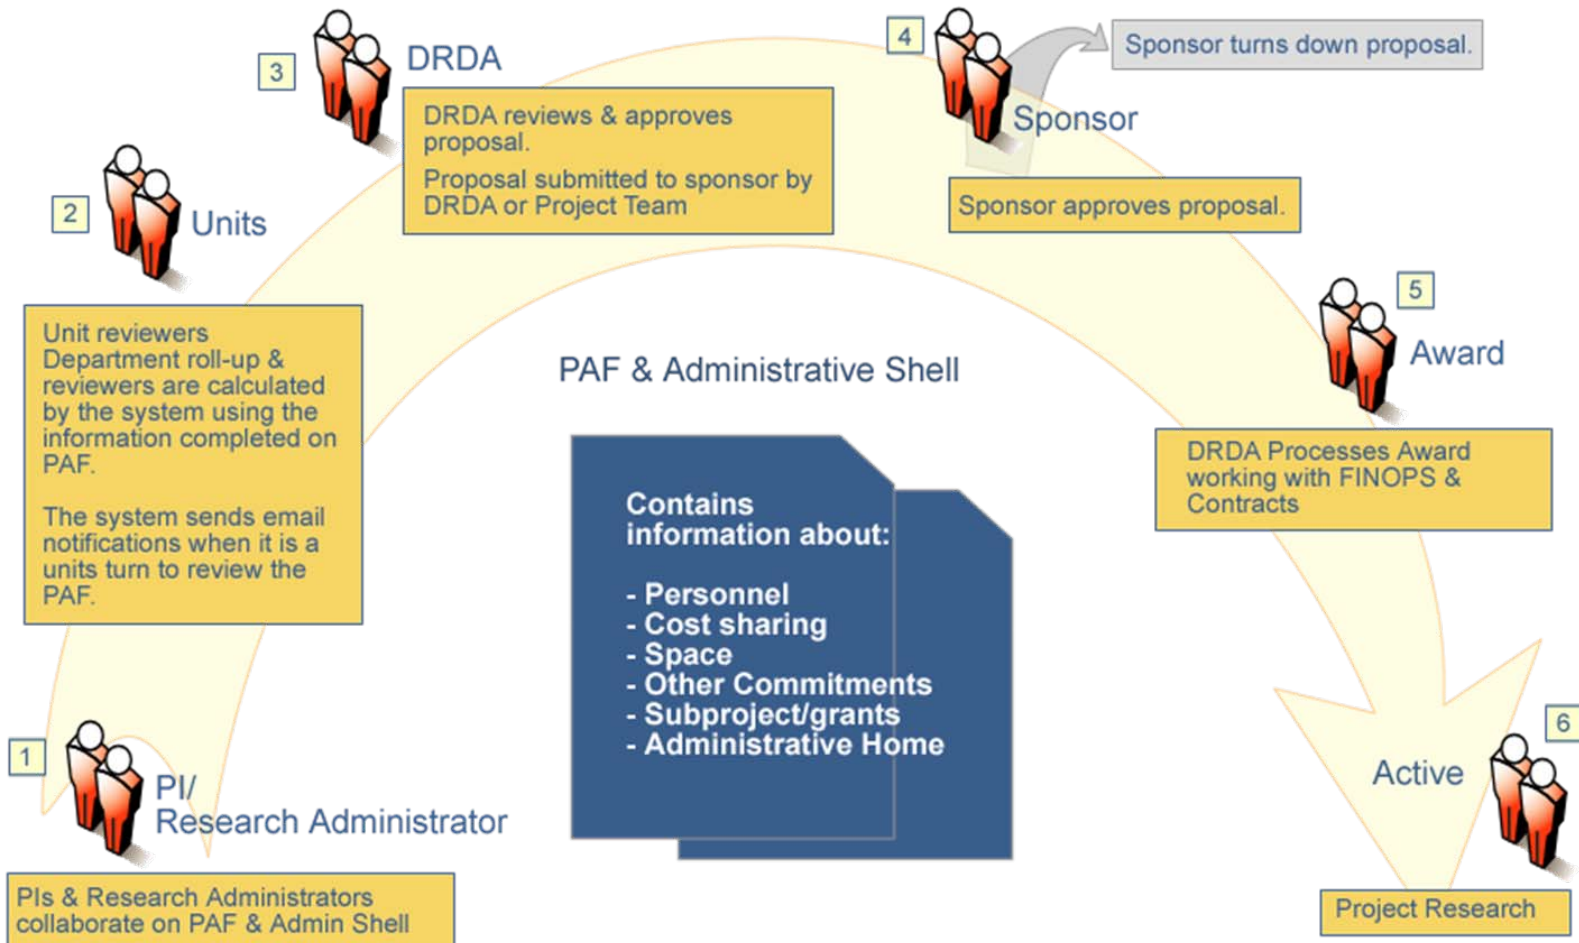 1
PI/
Research Administrator
PIs & Research Administrators
collaborate on PAF & Admin Shell
2
Units
Unit reviewers
Department roll-up &
reviewers are calculated
by the system using the
information completed on
PAF.
The system sends email
notifications when it is a
units turn to review the
PAF.
3
DRDA
DRDA reviews & approves
proposal.
Proposal submitted to sponsor by
DRDA or Project Team
4
Sponsor
Sponsor turns down proposal.
Sponsor approves proposal.
5
Award
DRDA Processes Award
working with FINOPS &
Contracts
6
Active
Project Research
PAF & Administrative Shell
Contains
information about:
- Personnel
- Cost sharing
- Space
- Other Commitments
- Subproject/grants
- Administrative Home